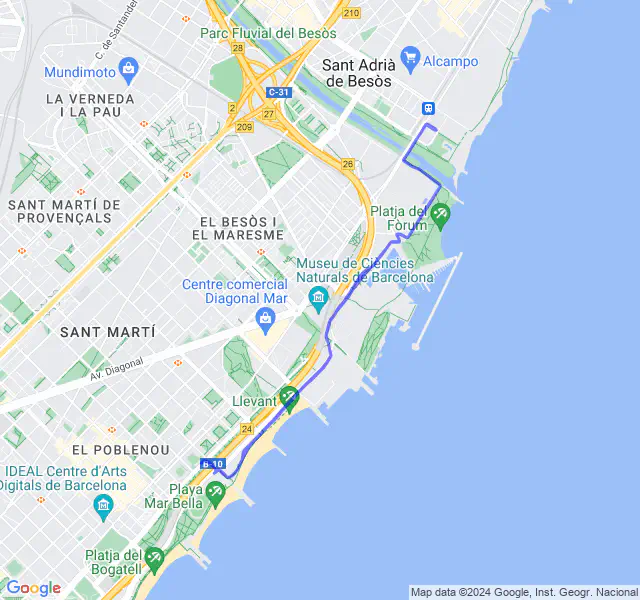 210
Parc Fluvial del Besòs
C. de Santander
28
Sant Adrià
de Besòs
Alcampo
Mundimoto
C-31
LA VERNEDA
I LA PAU
2
27
209
28
SANT MARTÍ DE
PROVENÇALS
EL BESÒS I
EL MARESME
Platja del
Fòrum
Museu de Ciències
Naturals de Barcelona
Centre comercial
Diagonal Mar
SANT MARTÍ
Av. Diagonal
Llevant
24
EL POBLENOU
B-10
IDEAL Centre d'Arts
Digitals de Barcelona
Playa
Mar Bella
Platja del
Bogatell
Google
Map data ©2024 Google, Inst. Geogr. Nacional